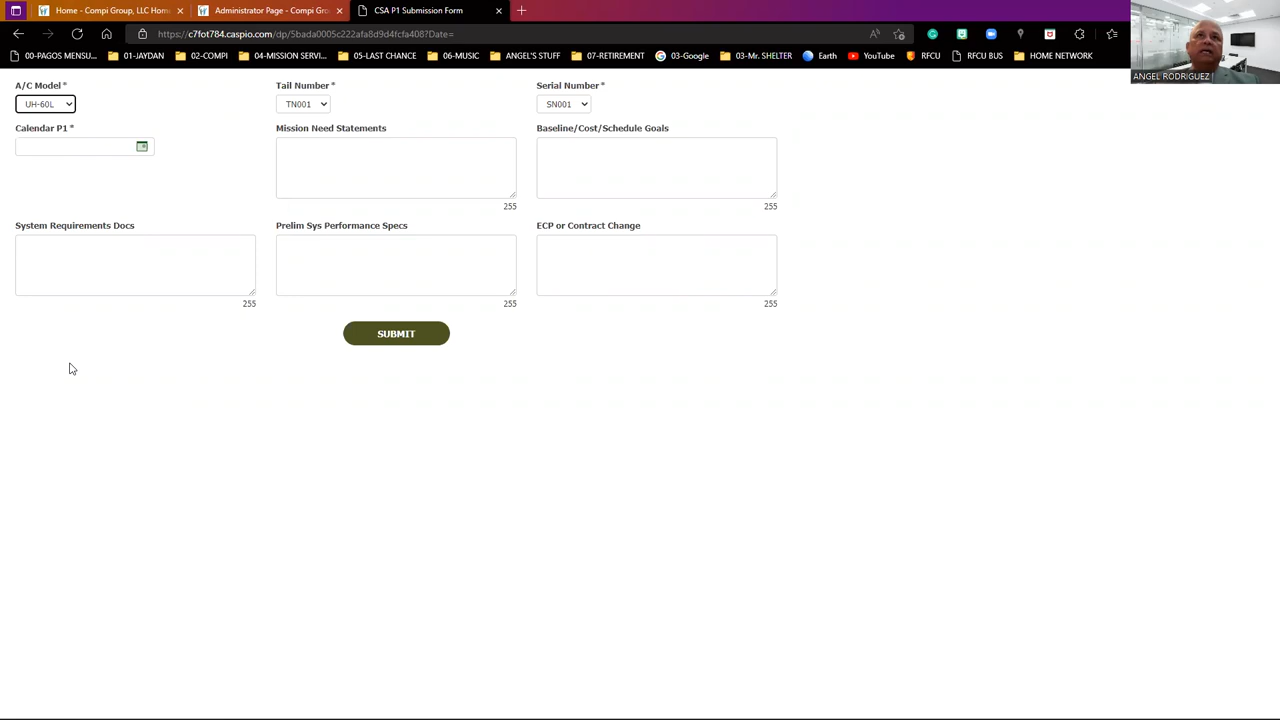 Home - Compi Group, LLC Hom
Administrator Page - Compi Gro
CSA P1 Submission Form
https://c7fot784.caspio.com/dp/5bada0005c222afa8d9d4fcfa408?Date=
00-PAGOS MENSU...
01-JAYDAN
02-COMPI
04-MISSION SERVI...
05-LAST CHANCE
06-MUSIC
ANGEL'S STUFF
07-RETIREMENT
03-Google
03-Mr. SHELTER
Earth
YouTube
RFCU
RFCU BUS
HOME NETWORK
ANGEL RODRIGUEZ
A/C Model *
Tail Number *
Serial Number *
UH-60L
TN001
SN001
Calendar P1 *
Mission Need Statements
Baseline/Cost/Schedule Goals
255
255
System Requirements Docs
Prelim Sys Performance Specs
ECP or Contract Change
255
255
255
SUBMIT